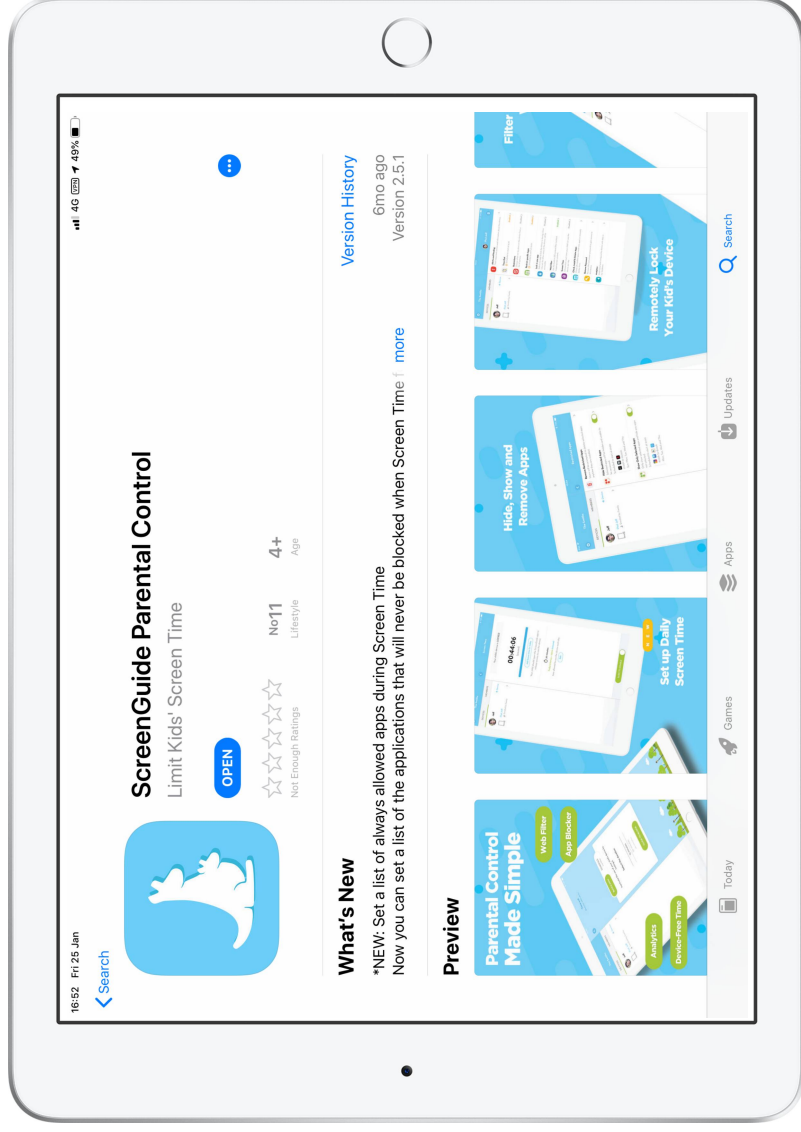 16:52 Fri 25 Jan
4G VPN 49%
Search
ScreenGuide Parental Control
Limit Kids' Screen Time
OPEN
Not Enough Ratings
No11
Lifestyle
4+
Age
What's New
Version History
*NEW: Set a list of always allowed apps during Screen Time
6mo ago
Now you can set a list of the applications that will never be blocked when Screen Time f more
Version 2.5.1
Preview
Parental Control
Made Simple
Web Filter
App Blocker
Analytics
Device-Free Time
00:44:06
NEW
Set up Daily
Screen Time
Hide, Show and
Remove Apps
Remotely Lock
Your Kid's Device
Filter
Today
Games
Apps
Updates
Search